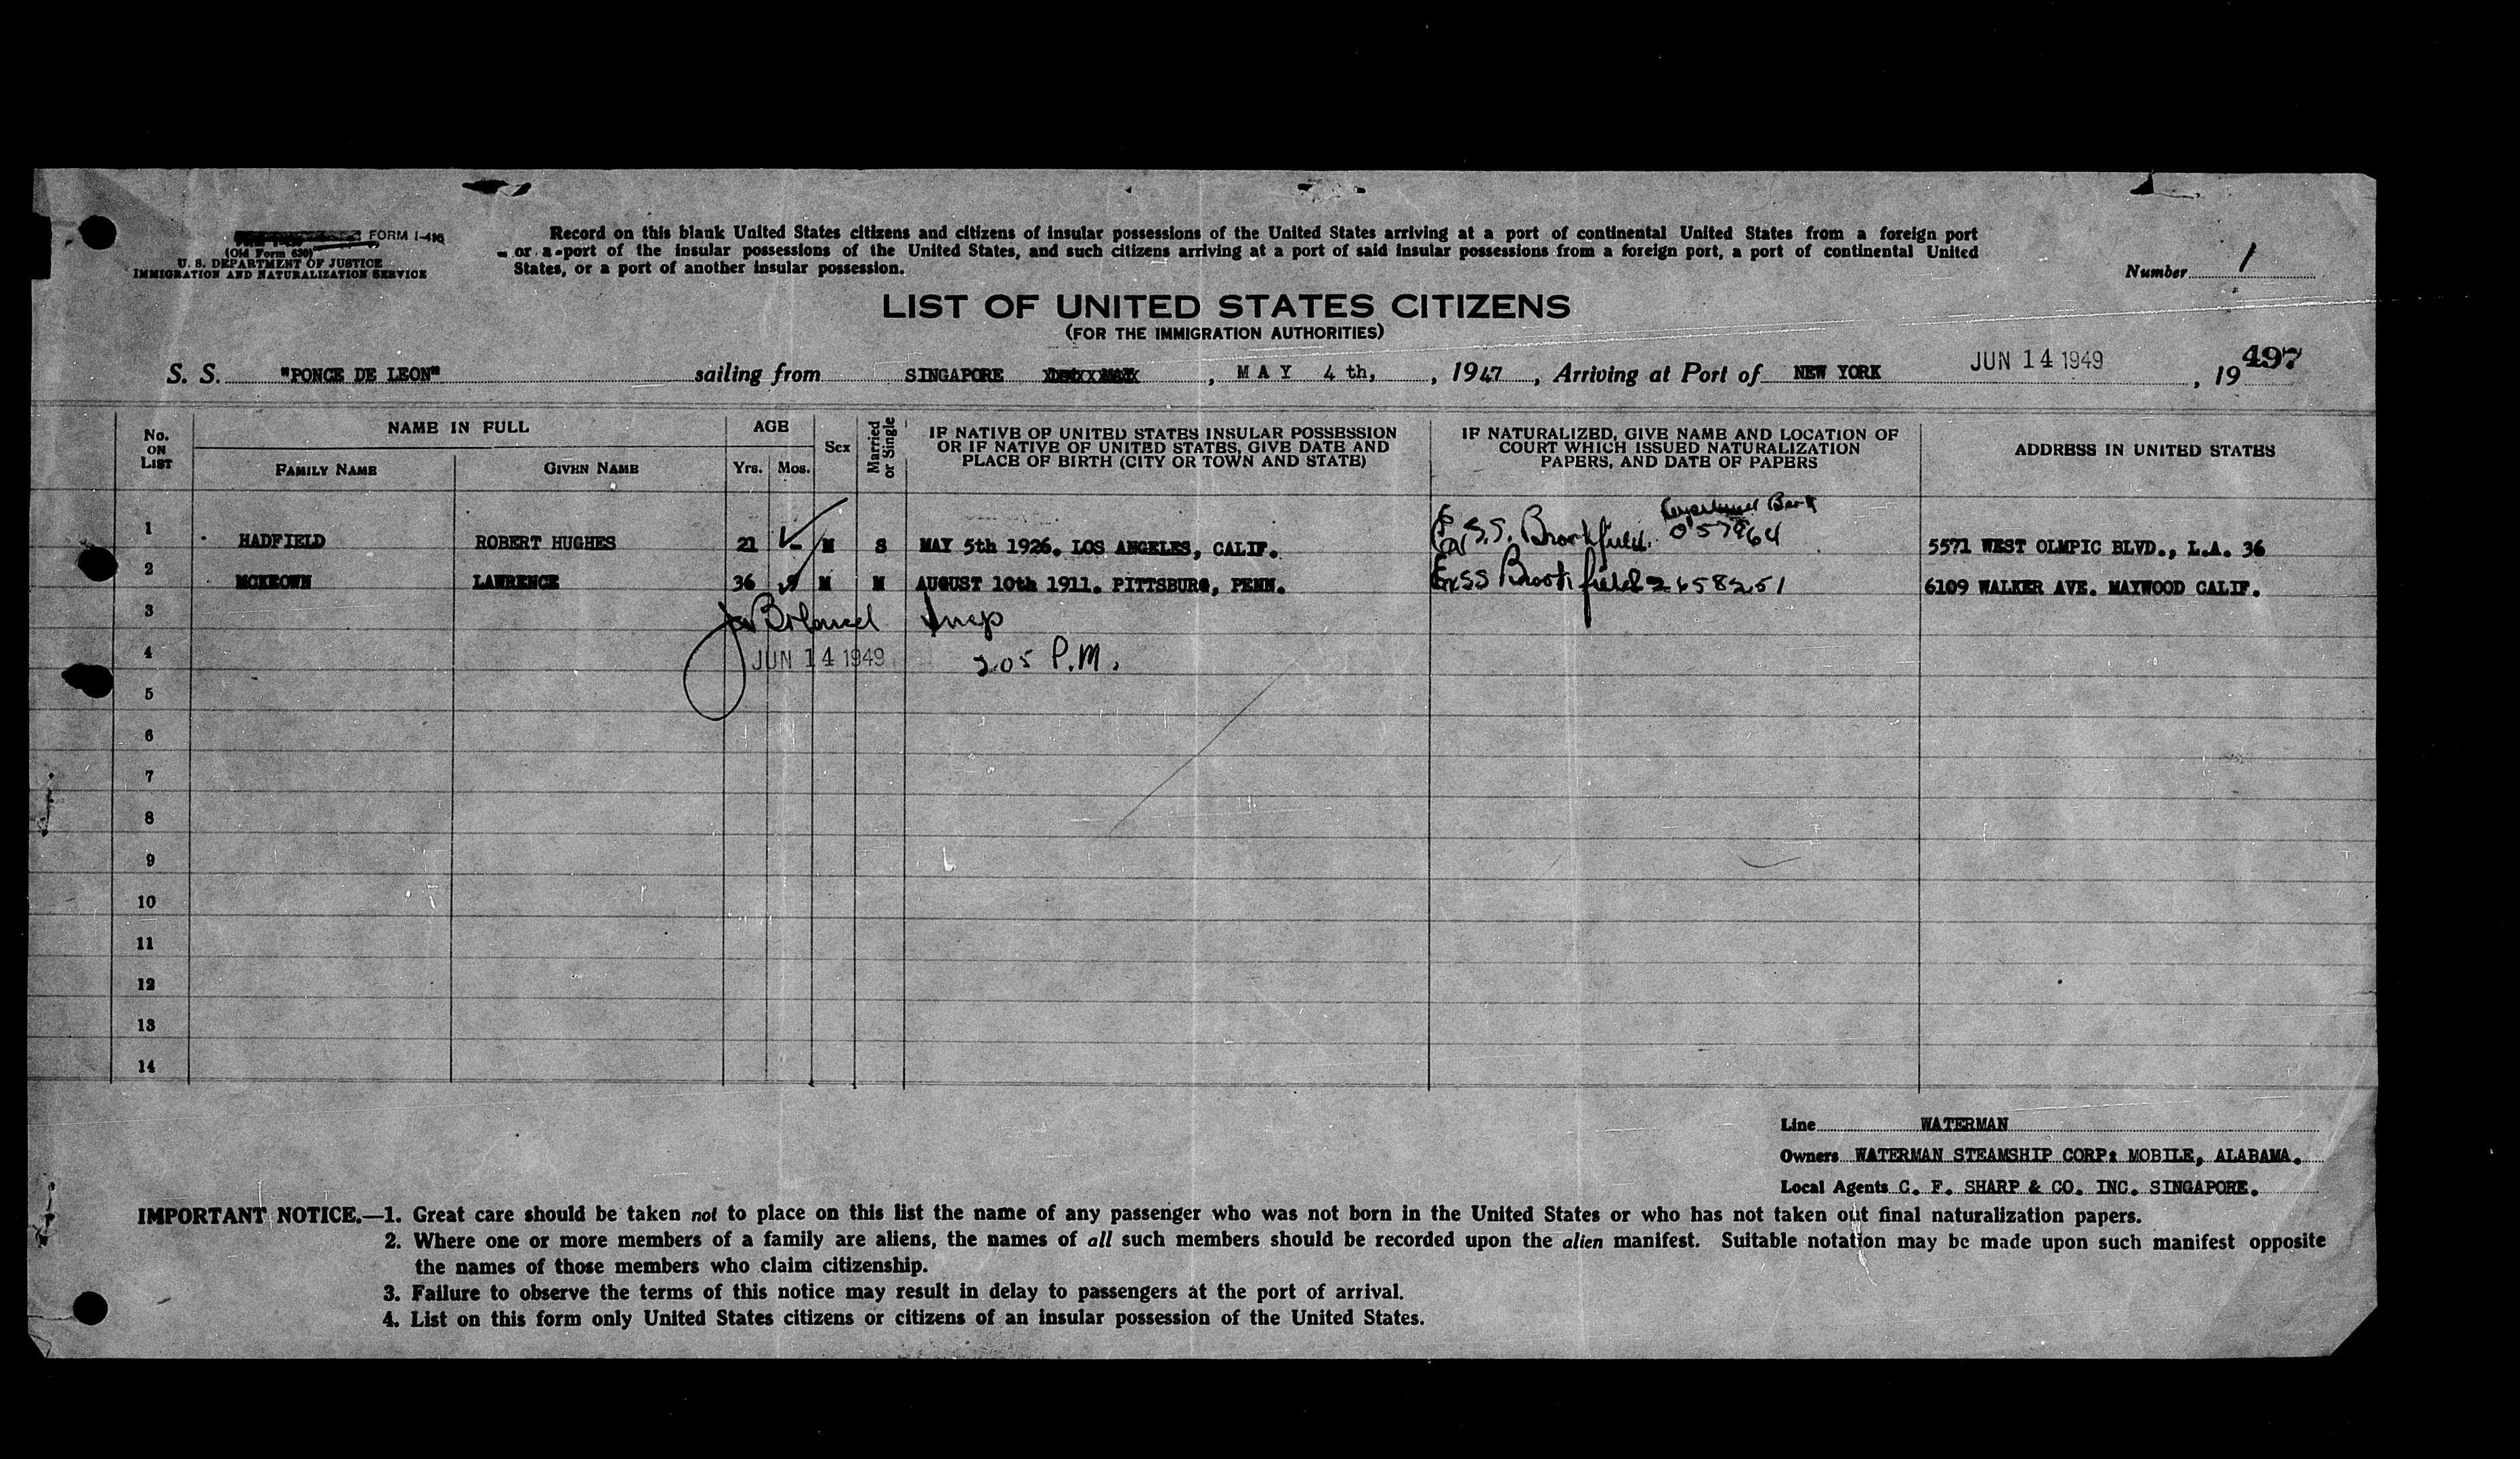 FORM I-418
(Old Form 630)
U. S. DEPARTMENT OF JUSTICE
IMMIGRATION AND NATURALIZATION SERVICE
Record on this blank United States citizens and citizens of insular possessions of the United States arriving at a port of continental United States from a foreign port
or a port of the insular possessions of the United States, and such citizens arriving at a port of said insular possessions from a foreign port, a port of continental United
States, or a port of another insular possession.
Number 1
LIST OF UNITED STATES CITIZENS
(FOR THE IMMIGRATION AUTHORITIES)
S. S. "PONCE DE LEON" sailing from SINGAPORE, MAY 4th, , 1947, Arriving at Port of NEW YORK JUN 14 1949, 19 497
No. ON LIST
NAME IN FULL
FAMILY NAME
GIVEN NAME
AGE
Yrs. Mos.
Sex
Married or Single
IF NATIVE OF UNITED STATES INSULAR POSSESSION
OR IF NATIVE OF UNITED STATES, GIVE DATE AND
PLACE OF BIRTH (CITY OR TOWN AND STATE)
IF NATURALIZED, GIVE NAME AND LOCATION OF
COURT WHICH ISSUED NATURALIZATION
PAPERS, AND DATE OF PAPERS
ADDRESS IN UNITED STATES
1 HADFIELD ROBERT HUGHES 21 - M S MAY 5th 1926. LOS ANGELES, CALIF. Ex S.S. Brookfield. 5571 WEST OLMPIC BLVD., L.A. 36
2 MCKEOWN LAWRENCE 36 9 M M AUGUST 10th 1911. PITTSBURG, PENN. Ex SS Brookfield 2658251 6109 WALKER AVE. MAYWOOD CALIF.
3 Insp
4 JUN 14 1949 2.05 P.M.
5
6
7
8
9
10
11
12
13
14
Line WATERMAN
Owners WATERMAN STEAMSHIP CORP: MOBILE, ALABAMA.
Local Agents C. F. SHARP & CO. INC. SINGAPORE.
IMPORTANT NOTICE.—1. Great care should be taken not to place on this list the name of any passenger who was not born in the United States or who has not taken out final naturalization papers.
2. Where one or more members of a family are aliens, the names of all such members should be recorded upon the alien manifest. Suitable notation may be made upon such manifest opposite
the names of those members who claim citizenship.
3. Failure to observe the terms of this notice may result in delay to passengers at the port of arrival.
4. List on this form only United States citizens or citizens of an insular possession of the United States.